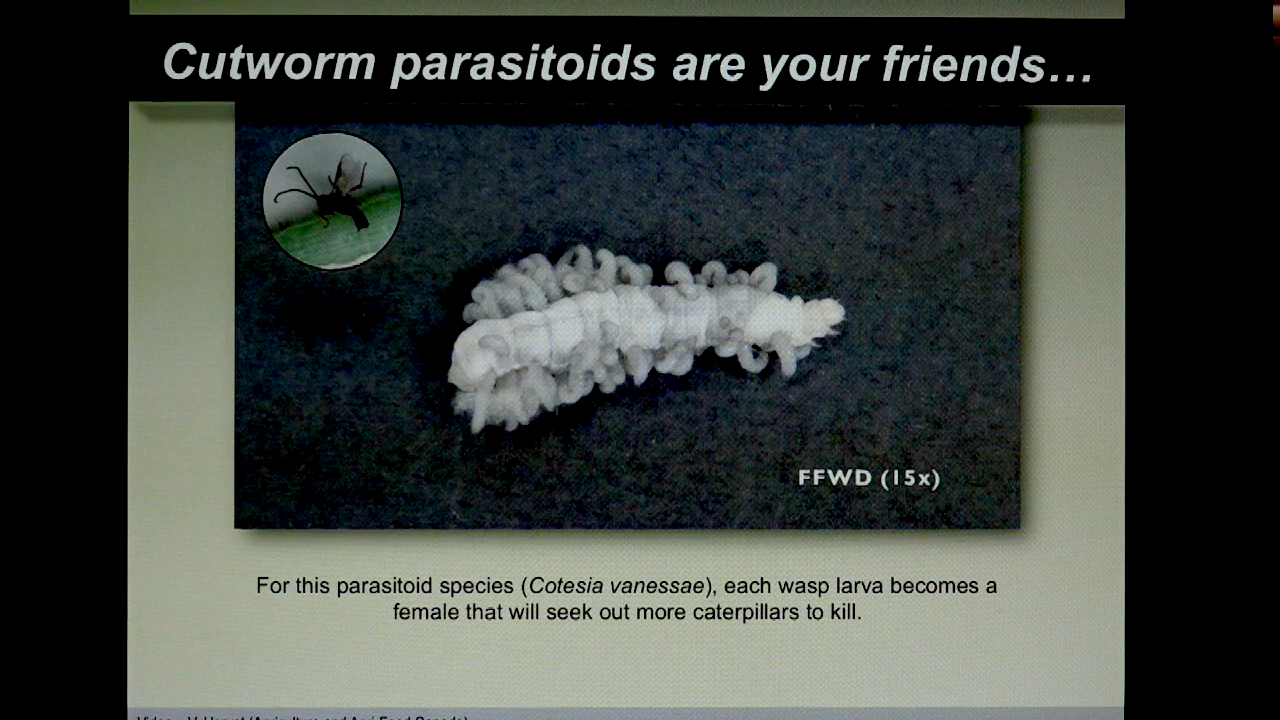 Cutworm parasitoids are your friends…
FFWD (15x)
For this parasitoid species (Cotesia vanessae), each wasp larva becomes a
female that will seek out more caterpillars to kill.